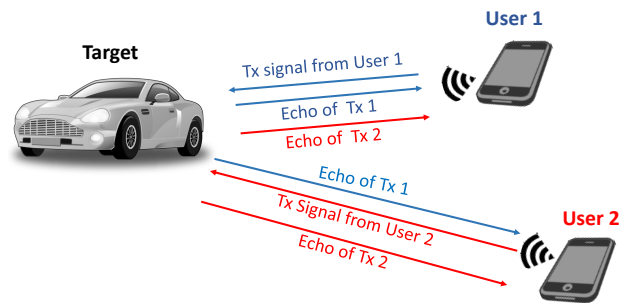 User 1
Target
Tx signal from User 1
Echo of Tx 1
Echo of Tx 2
Echo of Tx 1
Tx Signal from User 2
User 2
Echo of Tx 2